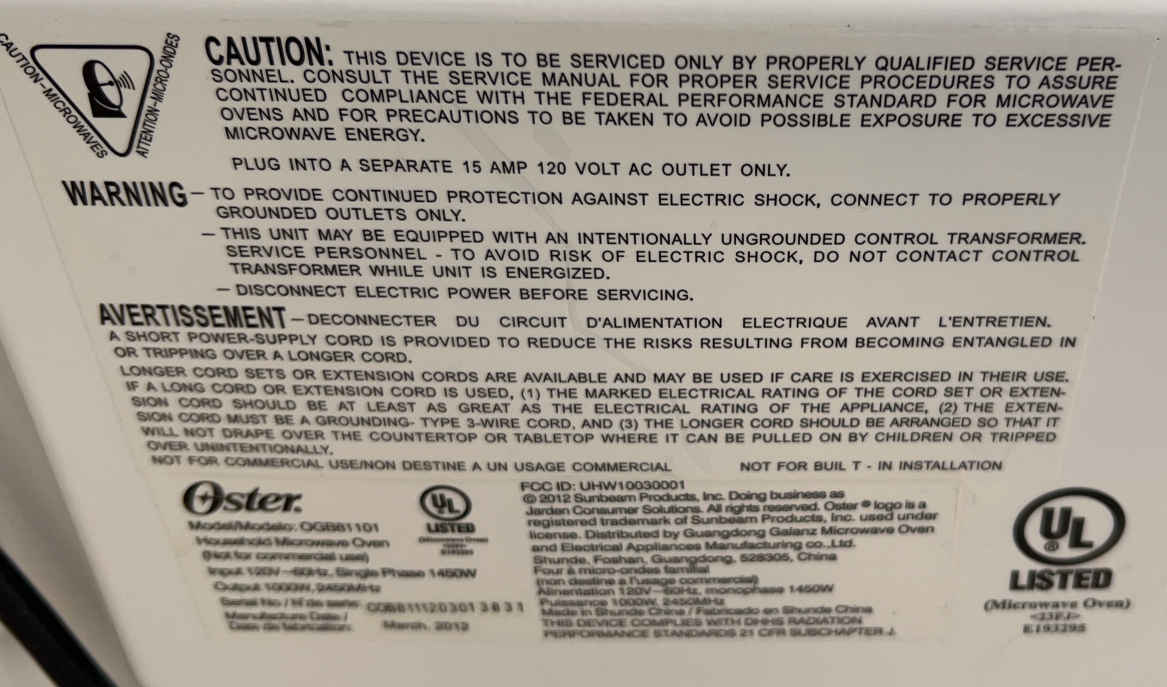 CAUTION-MICROWAVES
ATTENTION-MICRO-ONDES
CAUTION: THIS DEVICE IS TO BE SERVICED ONLY BY PROPERLY QUALIFIED SERVICE PER-
SONNEL. CONSULT THE SERVICE MANUAL FOR PROPER SERVICE PROCEDURES TO ASSURE
CONTINUED COMPLIANCE WITH THE FEDERAL PERFORMANCE STANDARD FOR MICROWAVE
OVENS AND FOR PRECAUTIONS TO BE TAKEN TO AVOID POSSIBLE EXPOSURE TO EXCESSIVE
MICROWAVE ENERGY.
PLUG INTO A SEPARATE 15 AMP 120 VOLT AC OUTLET ONLY.
WARNING – TO PROVIDE CONTINUED PROTECTION AGAINST ELECTRIC SHOCK, CONNECT TO PROPERLY
GROUNDED OUTLETS ONLY.
– THIS UNIT MAY BE EQUIPPED WITH AN INTENTIONALLY UNGROUNDED CONTROL TRANSFORMER.
SERVICE PERSONNEL - TO AVOID RISK OF ELECTRIC SHOCK, DO NOT CONTACT CONTROL
TRANSFORMER WHILE UNIT IS ENERGIZED.
– DISCONNECT ELECTRIC POWER BEFORE SERVICING.
AVERTISSEMENT – DECONNECTER DU CIRCUIT D'ALIMENTATION ELECTRIQUE AVANT L'ENTRETIEN.
A SHORT POWER-SUPPLY CORD IS PROVIDED TO REDUCE THE RISKS RESULTING FROM BECOMING ENTANGLED IN
OR TRIPPING OVER A LONGER CORD.
LONGER CORD SETS OR EXTENSION CORDS ARE AVAILABLE AND MAY BE USED IF CARE IS EXERCISED IN THEIR USE.
IF A LONG CORD OR EXTENSION CORD IS USED, (1) THE MARKED ELECTRICAL RATING OF THE CORD SET OR EXTEN-
SION CORD SHOULD BE AT LEAST AS GREAT AS THE ELECTRICAL RATING OF THE APPLIANCE, (2) THE EXTEN-
SION CORD MUST BE A GROUNDING- TYPE 3-WIRE CORD, AND (3) THE LONGER CORD SHOULD BE ARRANGED SO THAT IT
WILL NOT DRAPE OVER THE COUNTERTOP OR TABLETOP WHERE IT CAN BE PULLED ON BY CHILDREN OR TRIPPED
OVER UNINTENTIONALLY.
NOT FOR COMMERCIAL USE/NON DESTINE A UN USAGE COMMERCIAL NOT FOR BUIL T - IN INSTALLATION
Oster®
Model/Modelo: OGB81101
Household Microwave Oven
(Not for commercial use)
Input 120V~60Hz, Single Phase 1450W
Output 1000W, 2450MHz
Serial No. / N° de serie:
Manufacture Date /
Date de fabrication: March, 2012
UL
LISTED
FCC ID: UHW10030001
© 2012 Sunbeam Products, Inc. Doing business as
Jarden Consumer Solutions. All rights reserved. Oster ® logo is a
registered trademark of Sunbeam Products, Inc. used under
license. Distributed by Guangdong Galanz Microwave Oven
and Electrical Appliances Manufacturing co.,Ltd.
Shunde, Foshan, Guangdong, 528305, China
Four à micro-ondes familial
(non destine a l'usage commercial)
Alimentation 120V~60Hz, monophase 1450W
Puissance 1000W, 2450MHz
Made in Shunde China / Fabricado en Shunde China
THIS DEVICE COMPLIES WITH DHHS RADIATION
PERFORMANCE STANDARDS 21 CFR SUBCHAPTER J.
UL ®
LISTED
(Microwave Oven)
E193295